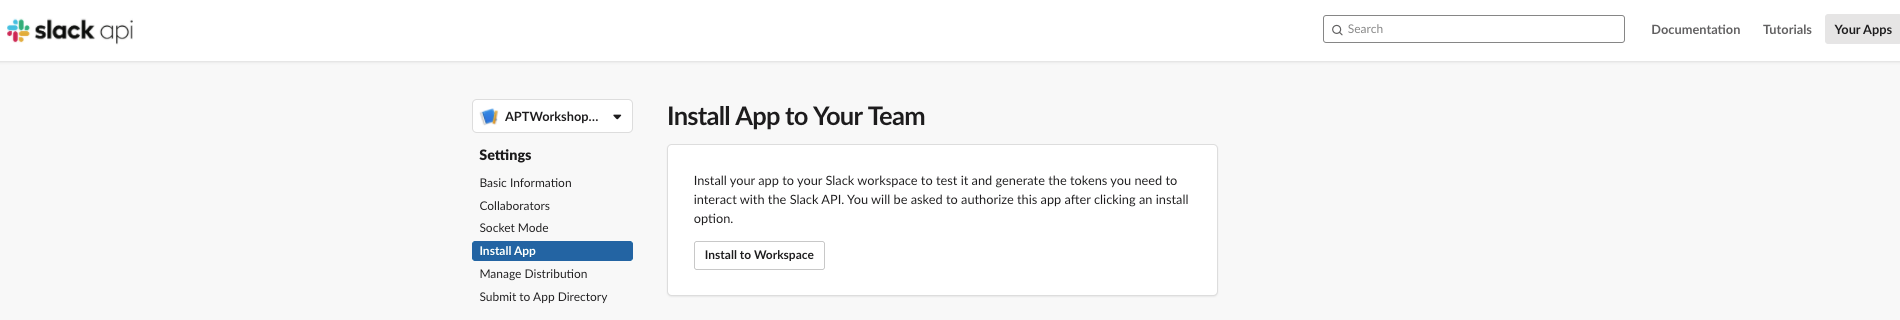 slack api
Search
Documentation
Tutorials
Your Apps
APTWorkshop...
Settings
Basic Information
Collaborators
Socket Mode
Install App
Manage Distribution
Submit to App Directory
Install App to Your Team
Install your app to your Slack workspace to test it and generate the tokens you need to
interact with the Slack API. You will be asked to authorize this app after clicking an install
option.
Install to Workspace